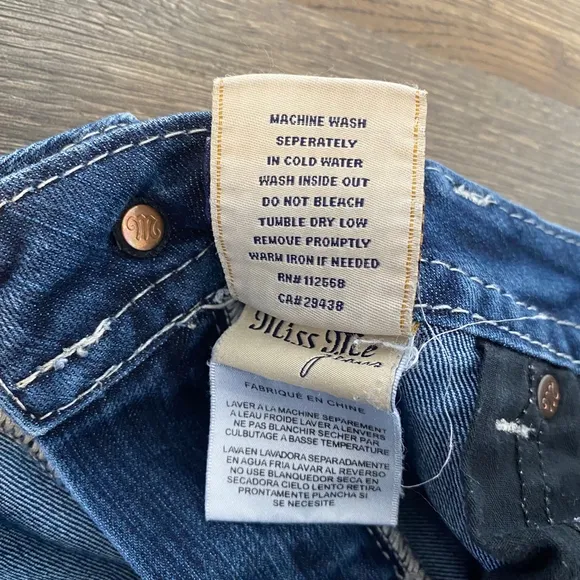 MACHINE WASH
SEPERATELY
IN COLD WATER
WASH INSIDE OUT
DO NOT BLEACH
TUMBLE DRY LOW
REMOVE PROMPTLY
WARM IRON IF NEEDED
RN# 112568
CA# 29438
M
Miss Me
Jeans
FABRIQUÉ EN CHINE
LAVER A LA MACHINE SEPAREMENT
A LEAU FROIDE LAVER A LENVERS
NE PAS BLANCHIR SECHER PAR
CULBUTAGE A BASSE TEMPERATURE
LAVA EN LAVADORA SEPARADAMENTE
EN AGUA FRIA LAVAR AL REVERSO
NO USE BLANQUEDOR SECA EN
SECADORA CIELO LENTO RETIRA
PRONTAMENTE PLANCHA SI
SE NECESITE